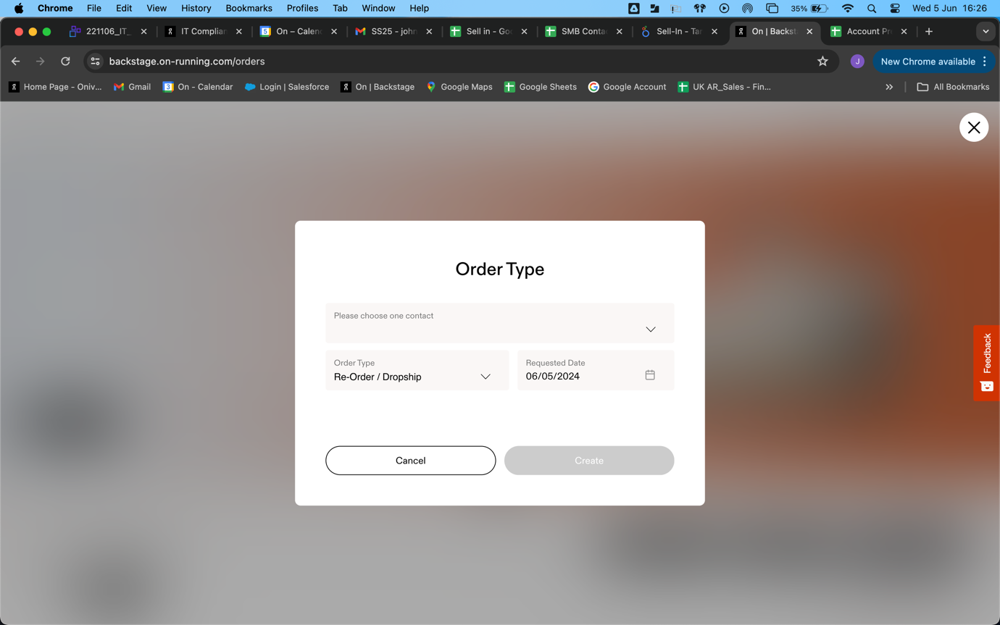 Chrome File Edit View History Bookmarks Profiles Tab Window Help 35% Wed 5 Jun 16:26
221106_IT_ IT Complian 5 On – Calen SS25 - john Sell in - Go SMB Conta Sell-In - Tar On | Backst Account Pr
backstage.on-running.com/orders J New Chrome available
Home Page - Oniv... Gmail 3 On - Calendar Login | Salesforce On | Backstage Google Maps Google Sheets Google Account UK AR_Sales - Fin... All Bookmarks
Order Type
Please choose one contact
Order Type Requested Date
Re-Order / Dropship 06/05/2024
Feedback
Cancel Create